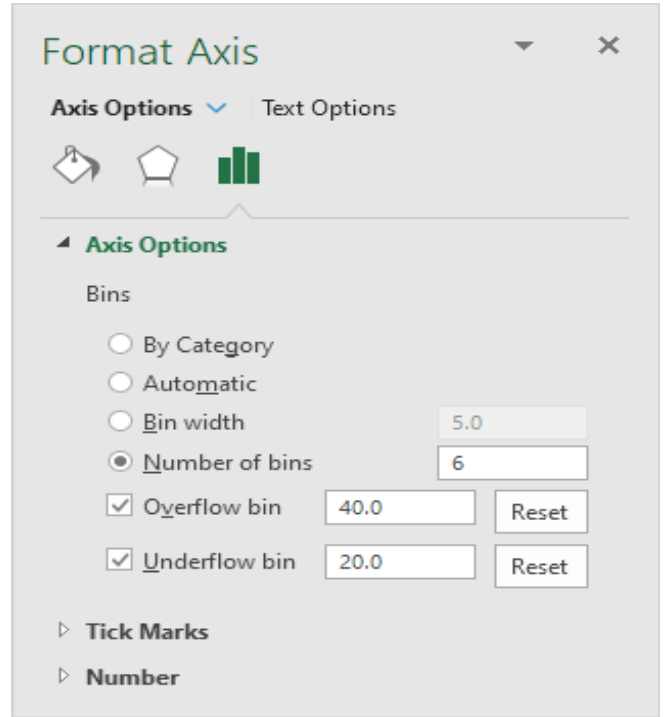 Format Axis
Axis Options Text Options
Axis Options
Bins
By Category
Automatic
Bin width 5.0
Number of bins 6
Overflow bin 40.0 Reset
Underflow bin 20.0 Reset
Tick Marks
Number